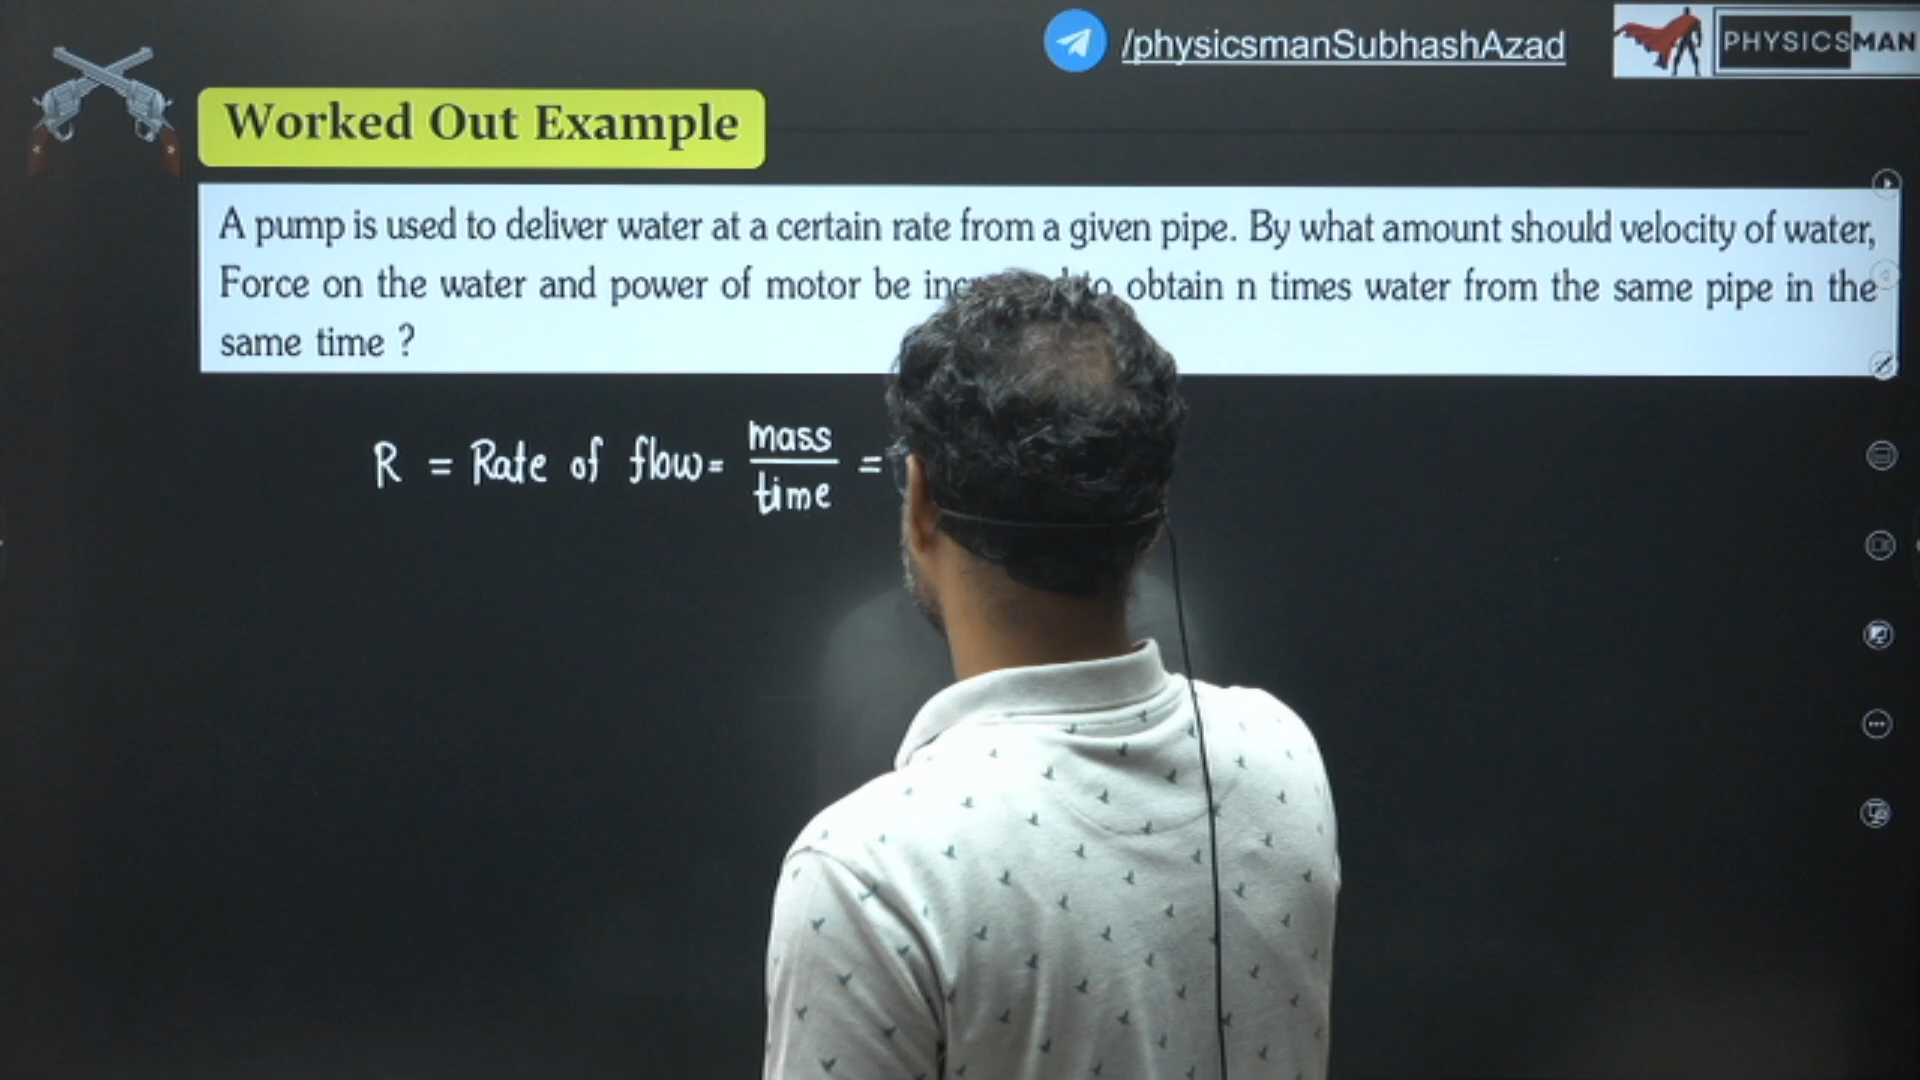 /physicsmanSubhashAzad
PHYSICSMAN
Worked Out Example
A pump is used to deliver water at a certain rate from a given pipe. By what amount should velocity of water,
Force on the water and power of motor be to obtain n times water from the same pipe in the
same time ?
R = Rate of flow = mass / time =